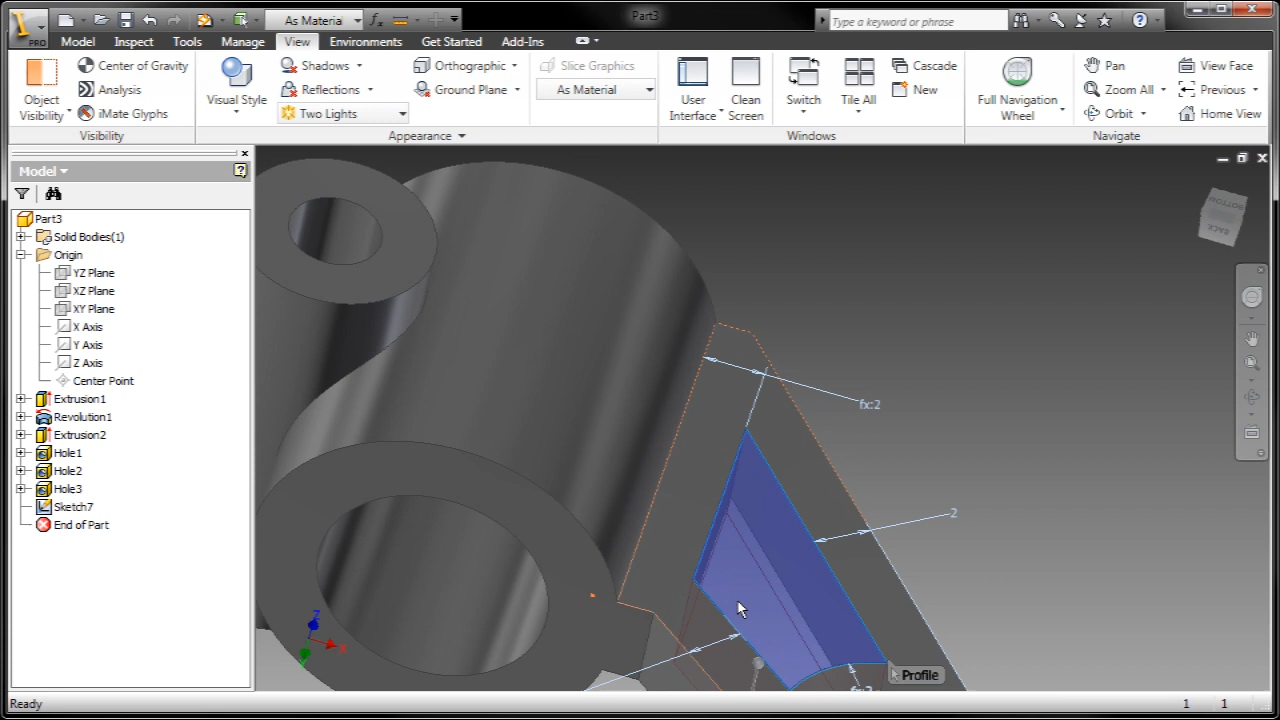 As Material
Part3
Type a keyword or phrase
PRO
Model Inspect Tools Manage View Environments Get Started Add-Ins
Object Visibility
Center of Gravity
Analysis
iMate Glyphs
Visibility
Visual Style
Shadows
Reflections
Two Lights
Orthographic
Ground Plane
Slice Graphics
As Material
Appearance
User Interface
Clean Screen
Switch
Tile All
Cascade
New
Windows
Full Navigation Wheel
Pan
Zoom All
Orbit
View Face
Previous
Home View
Navigate
Model
Part3
Solid Bodies(1)
Origin
YZ Plane
XZ Plane
XY Plane
X Axis
Y Axis
Z Axis
Center Point
Extrusion1
Revolution1
Extrusion2
Hole1
Hole2
Hole3
Sketch7
End of Part
BOTTOM
BACK
fx:2
2
Z
X
Profile
Ready
1 1